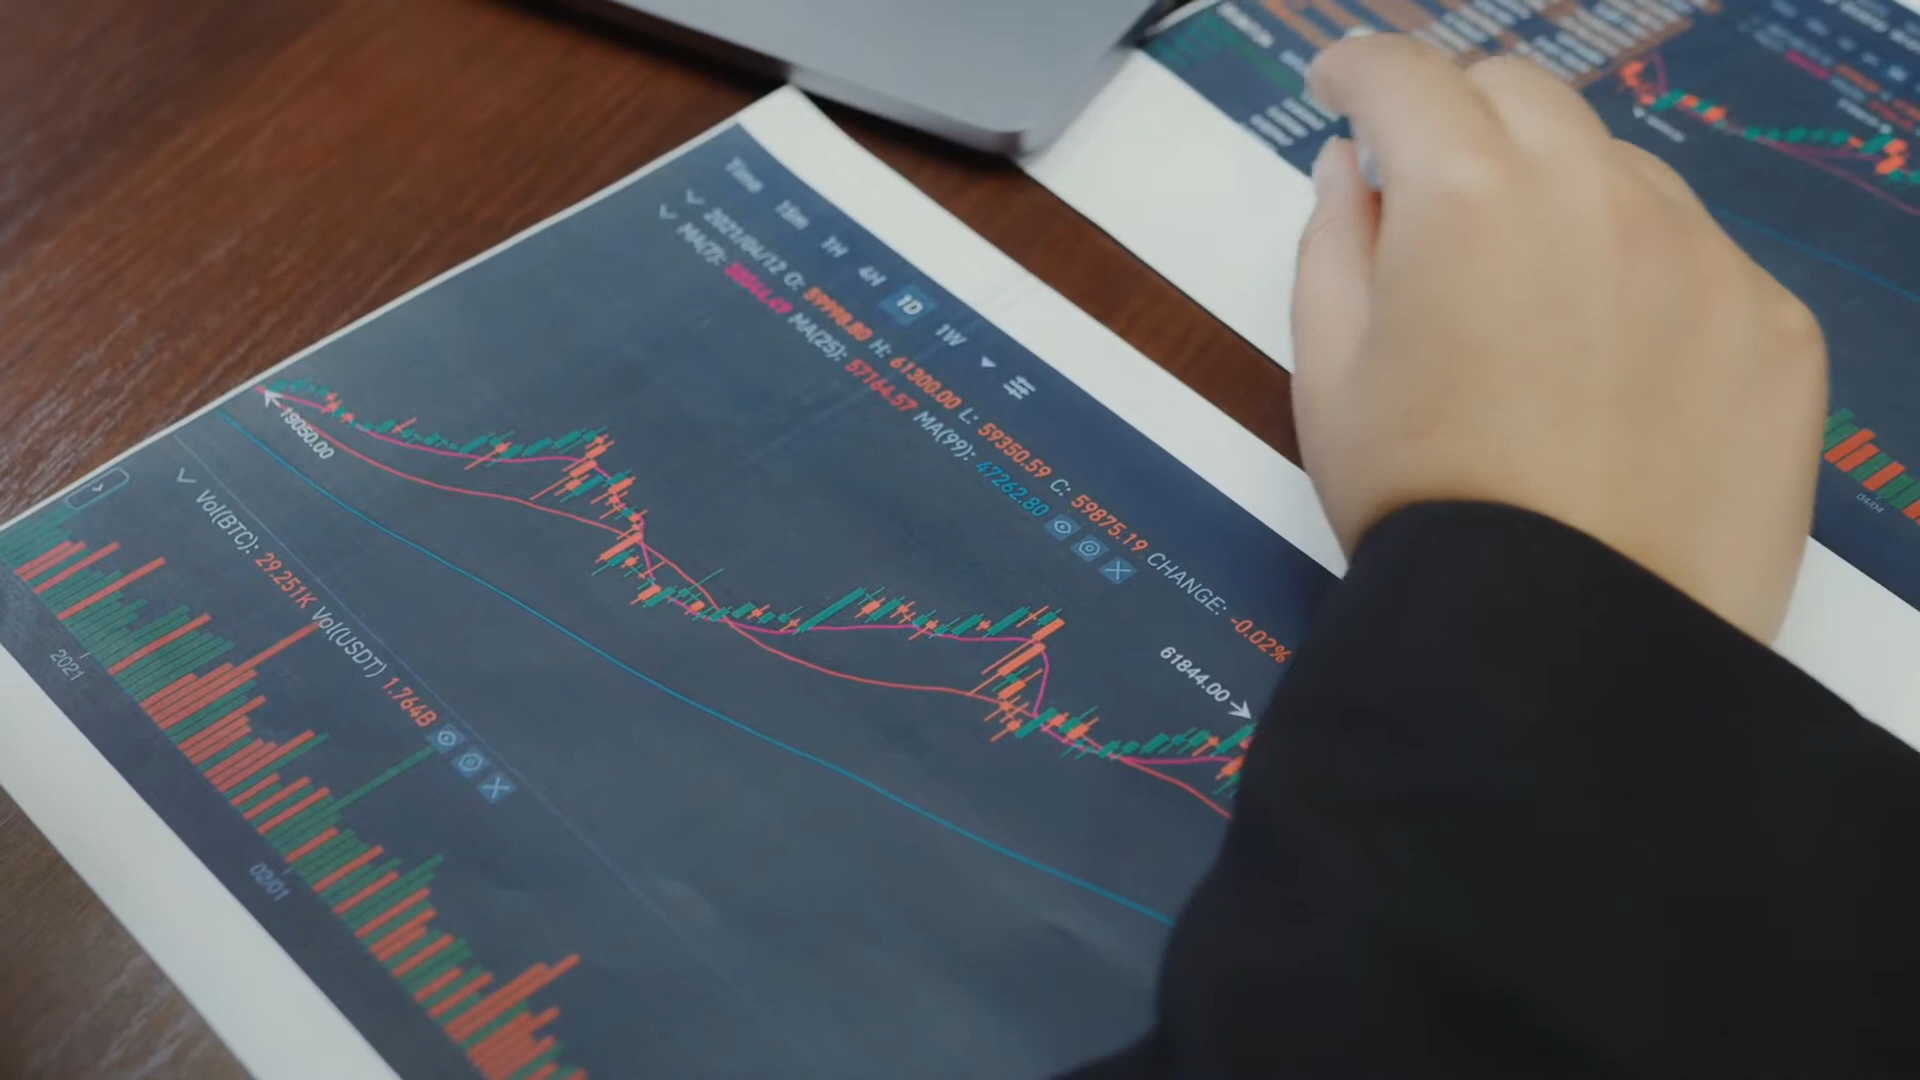 Time 15m 1H 4H 1D 1W
2021/04/12 O: 59998.80 H: 61300.00 L: 59350.59 C: 59875.19 CHANGE: -0.02%
MA(7): MA(25): 57164.57 MA(99): 47262.80
61844.00
19050.00
Vol(BTC): 29.251K Vol(USDT) 1.764B
2021
02/01
04/04